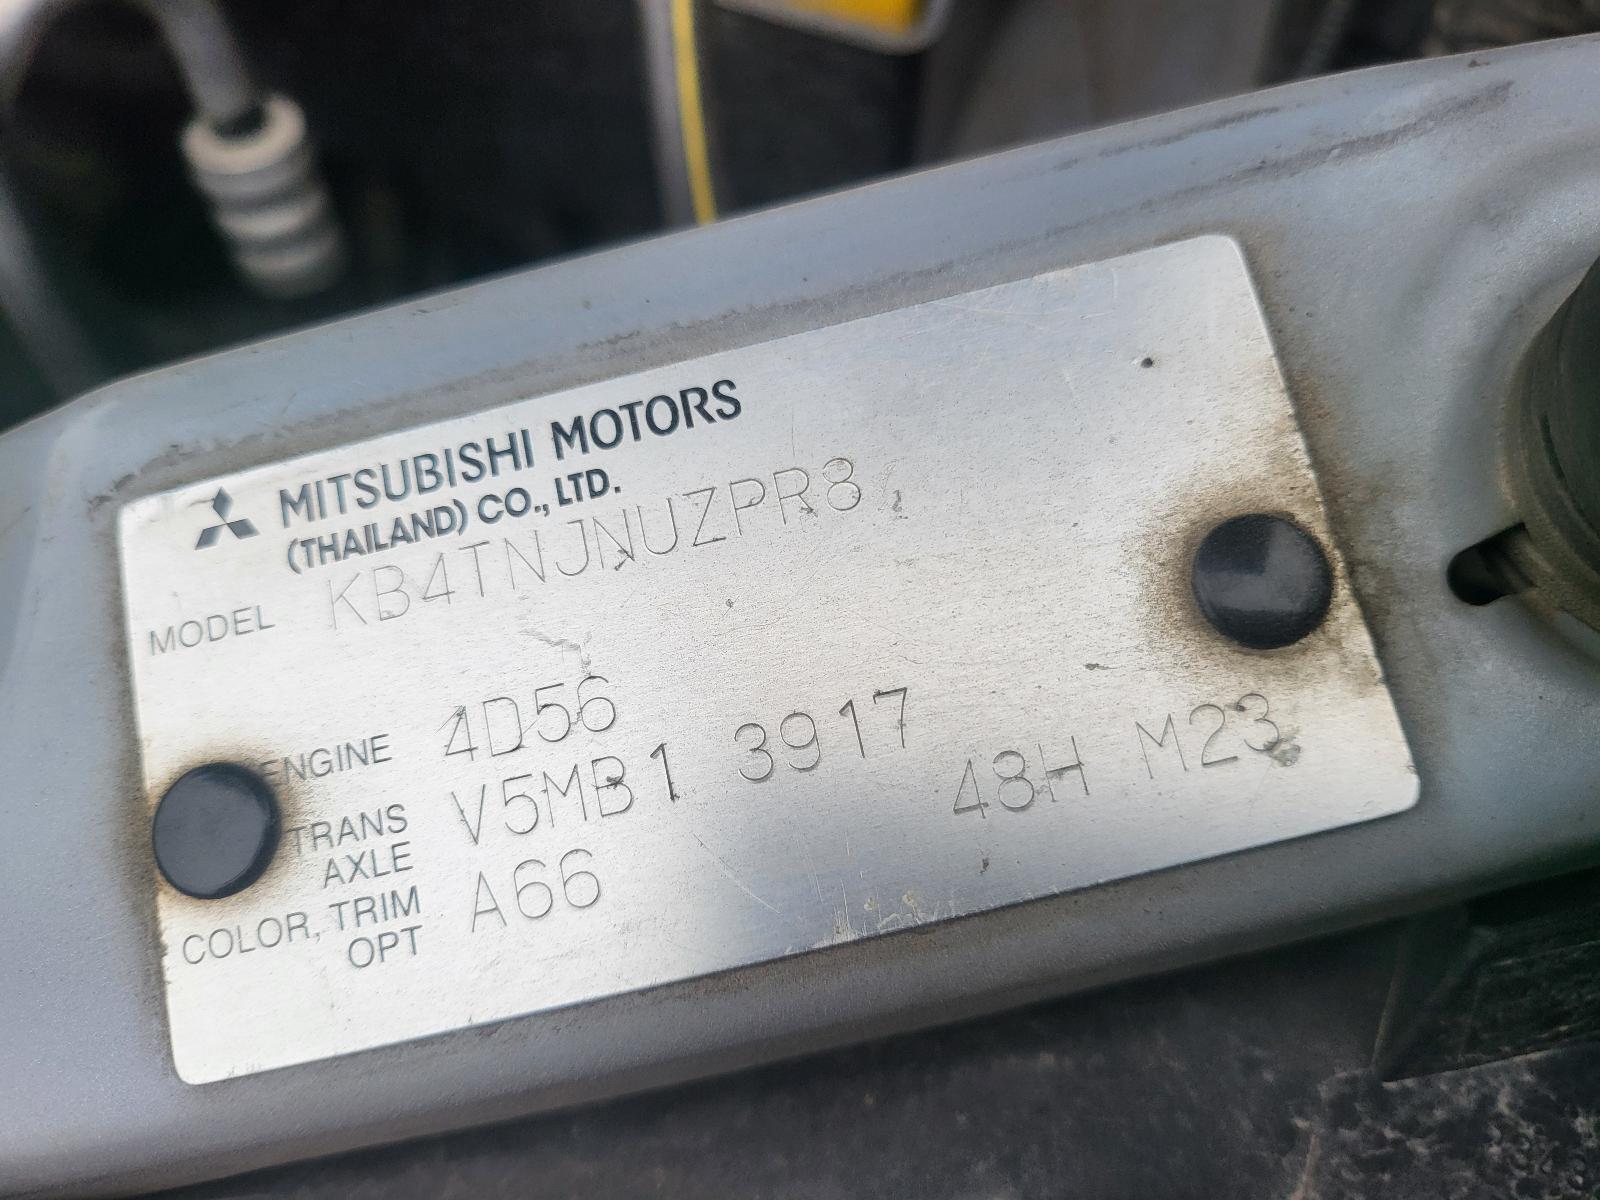 MITSUBISHI MOTORS
(THAILAND) CO., LTD.
MODEL KB4TNJNUZPR8
ENGINE 4D56
TRANS AXLE V5MB1 3917
COLOR, TRIM OPT A66 48H M23